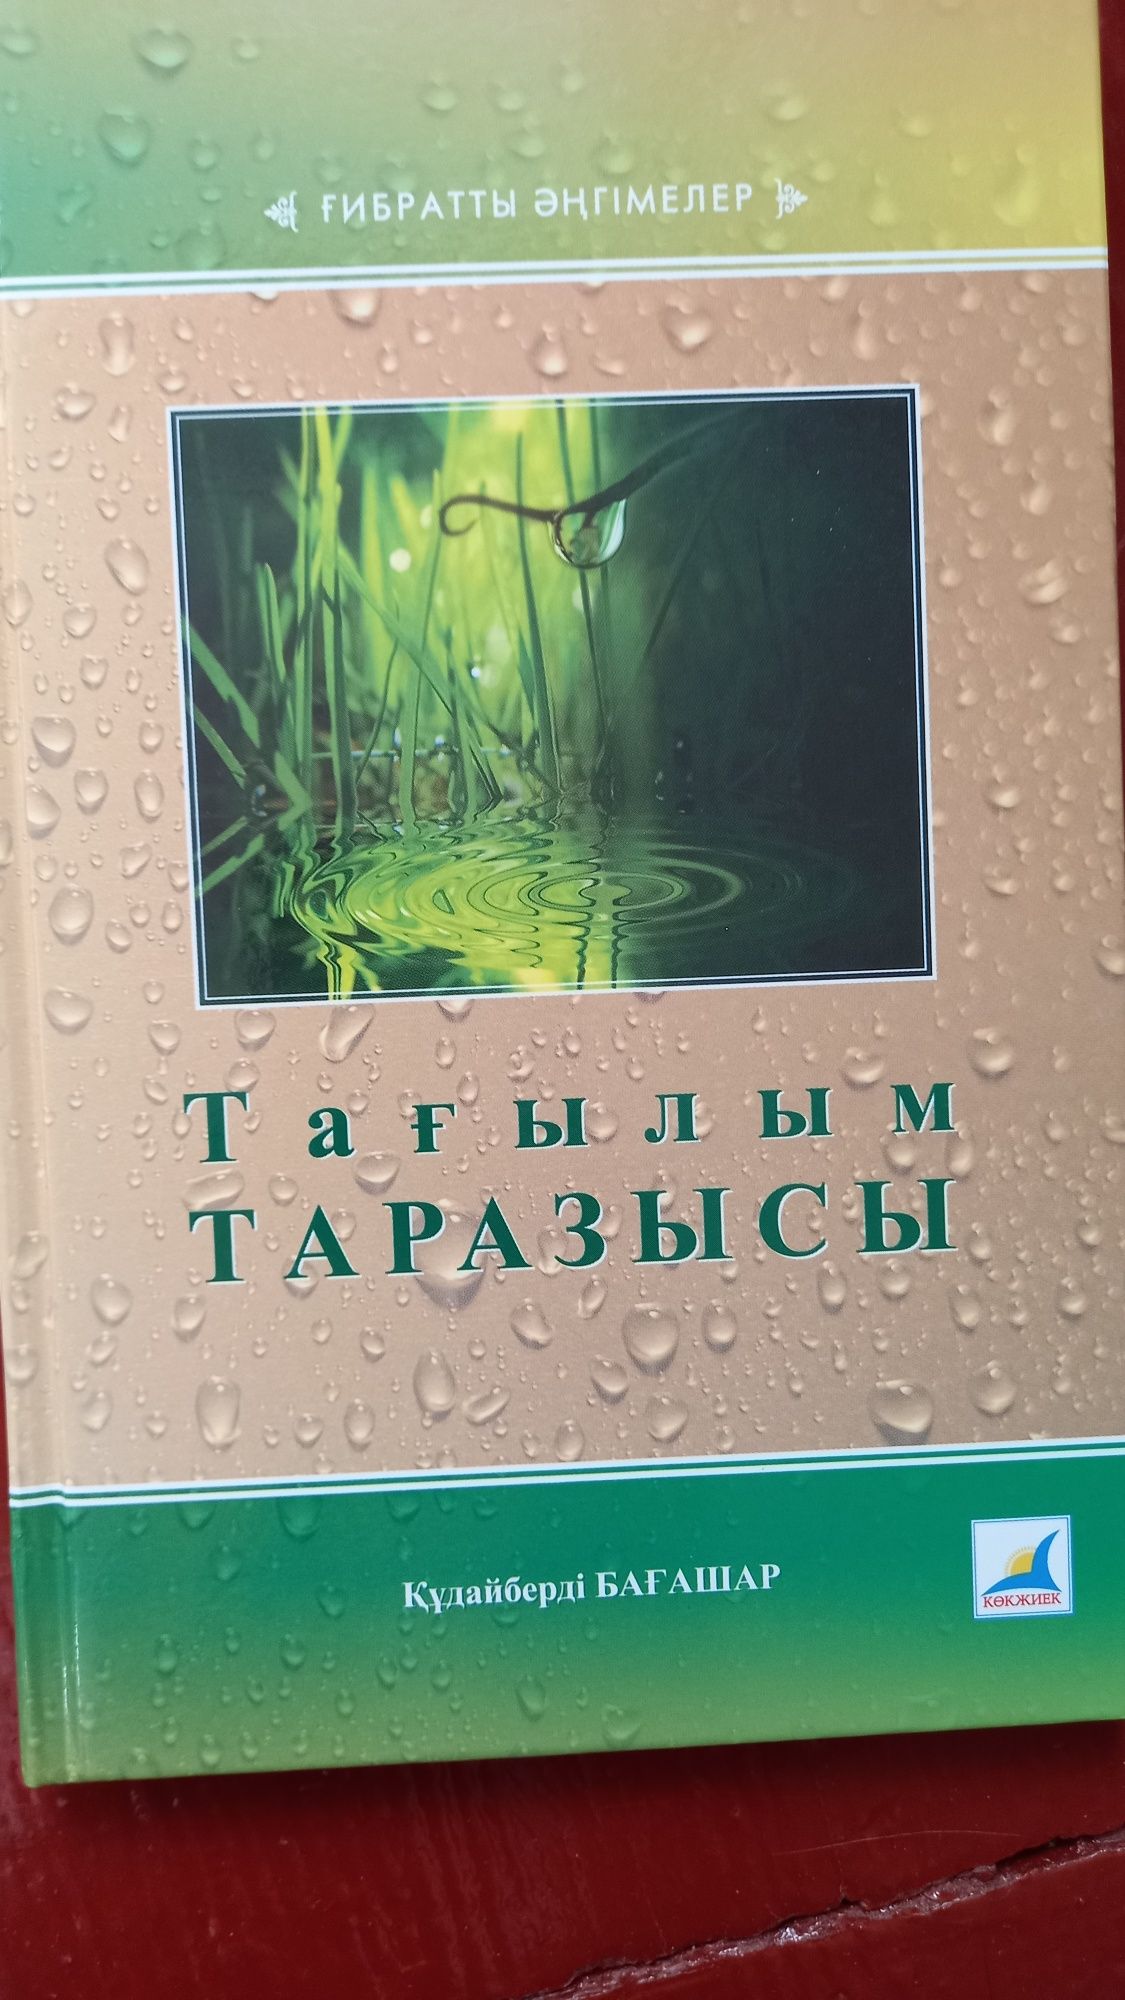 ҒИБРАТТЫ ӘҢГІМЕЛЕР
Тағылым
ТАРАЗЫСЫ
Құдайберді БАҒАШАР
КӨКЖИЕК